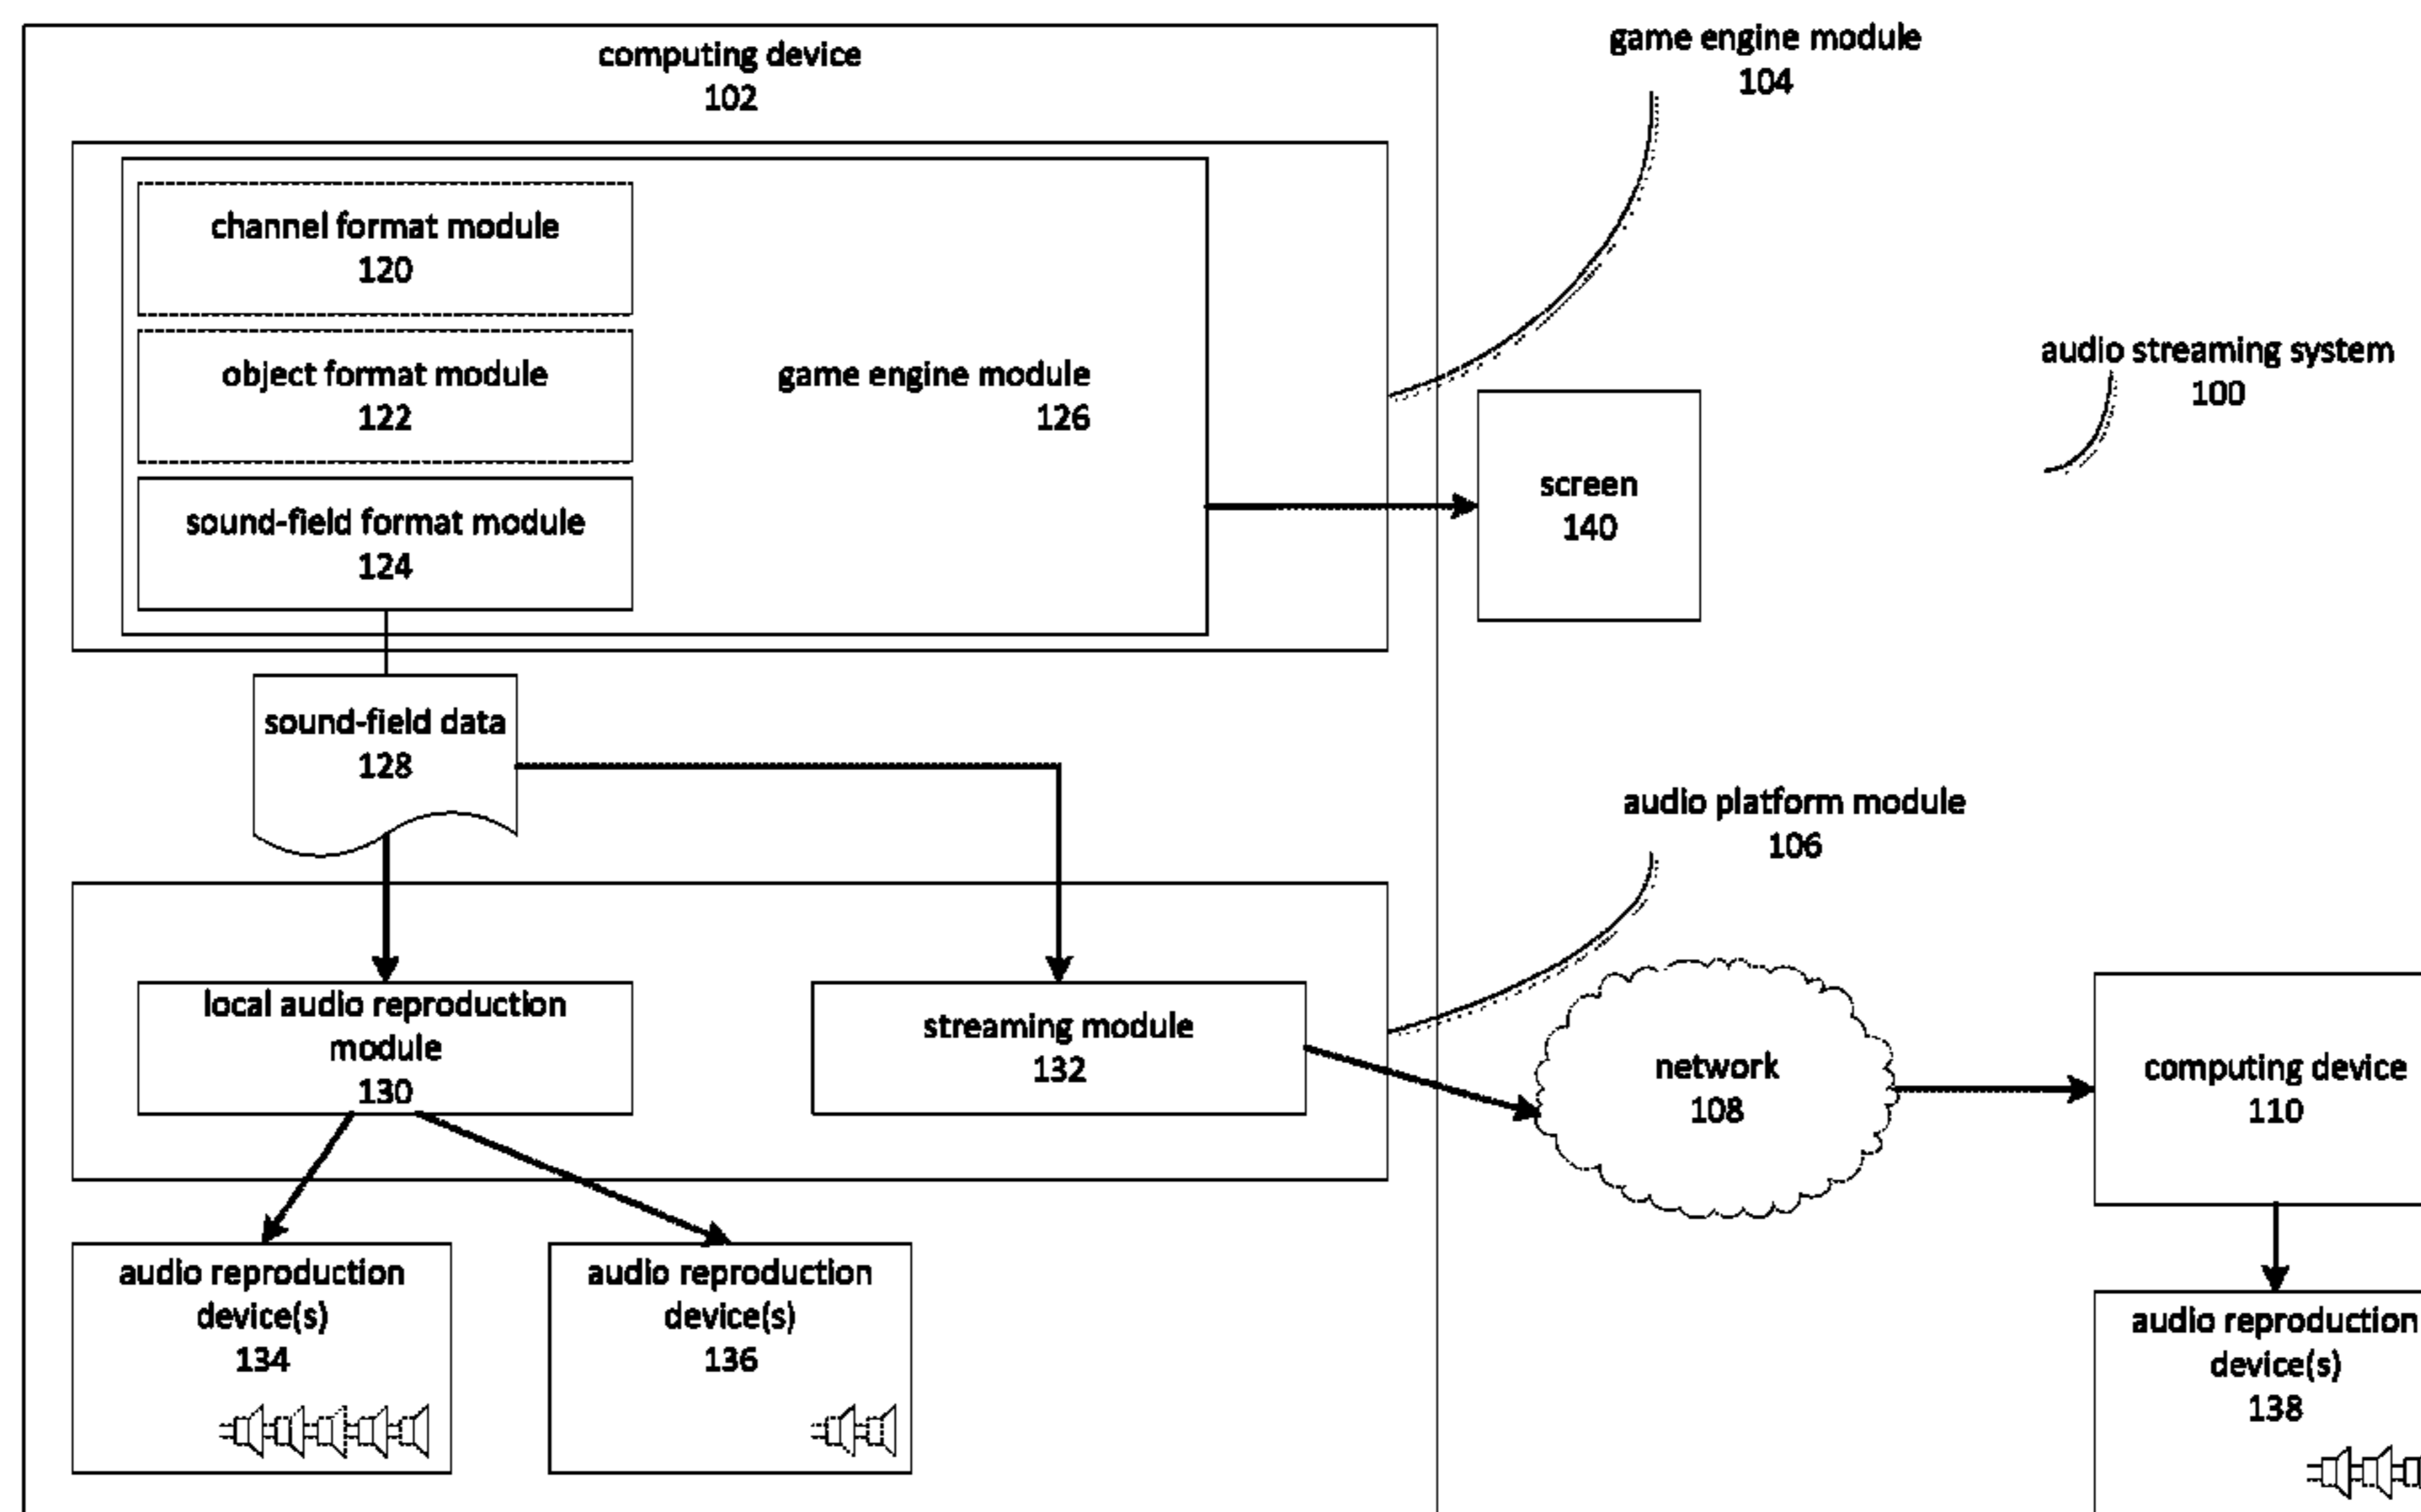 computing device
102
game engine module
104
channel format module
120
object format module
122
game engine module
126
sound-field format module
124
screen
140
audio streaming system
100
sound-field data
128
audio platform module
106
local audio reproduction
module
130
streaming module
132
network
108
computing device
110
audio reproduction
device(s)
134
audio reproduction
device(s)
136
audio reproduction
device(s)
138